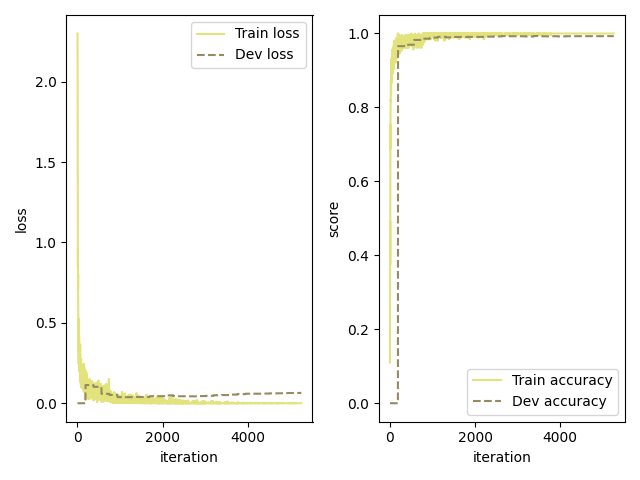 Train loss
Dev loss
2.0
1.5
1.0
0.5
0.0
loss
0
2000
4000
iteration
1.0
0.8
0.6
0.4
0.2
0.0
score
Train accuracy
Dev accuracy
0
2000
4000
iteration